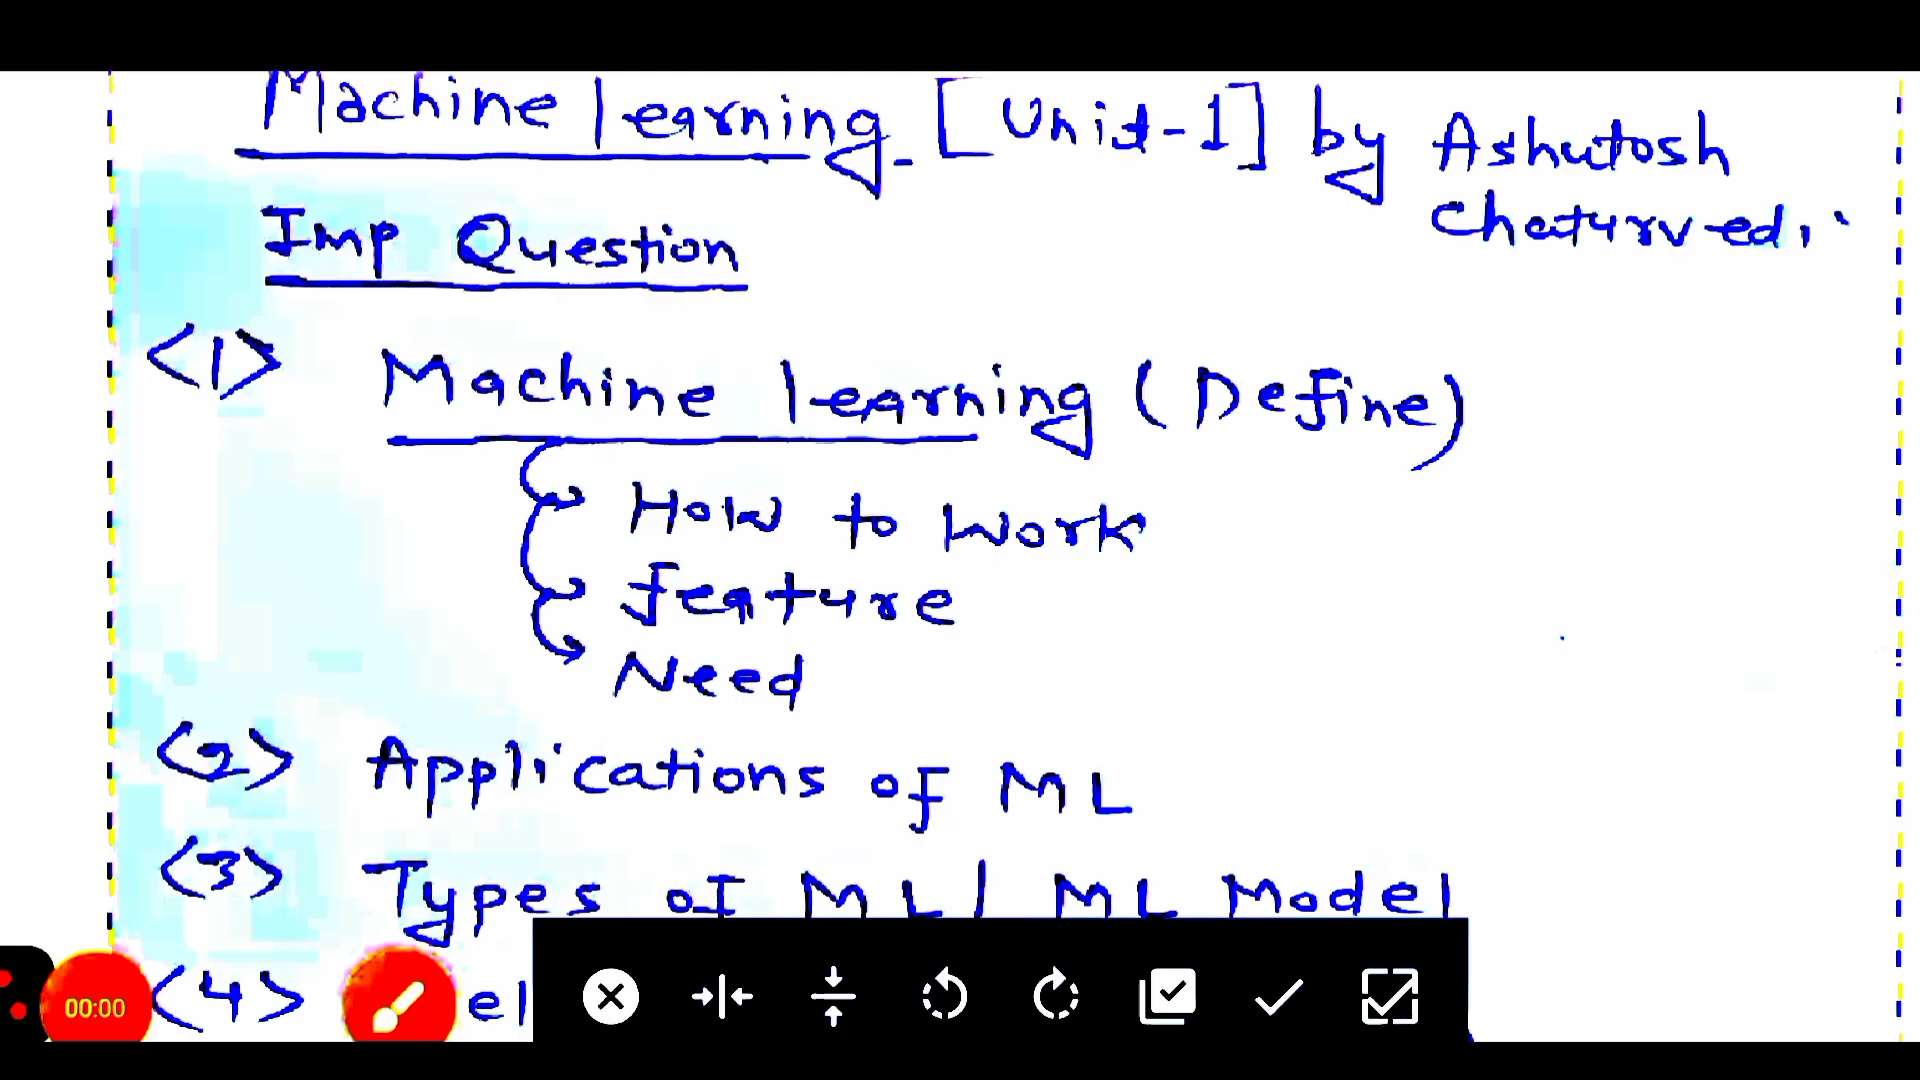 Machine learning [Unit-1] by Ashutosh
Chaturvedi
Imp Question
<1> Machine learning (Define)
How to Work
Feature
Need
<2> Applications of ML
<3> Types of ML | ML Model
<4>
00:00